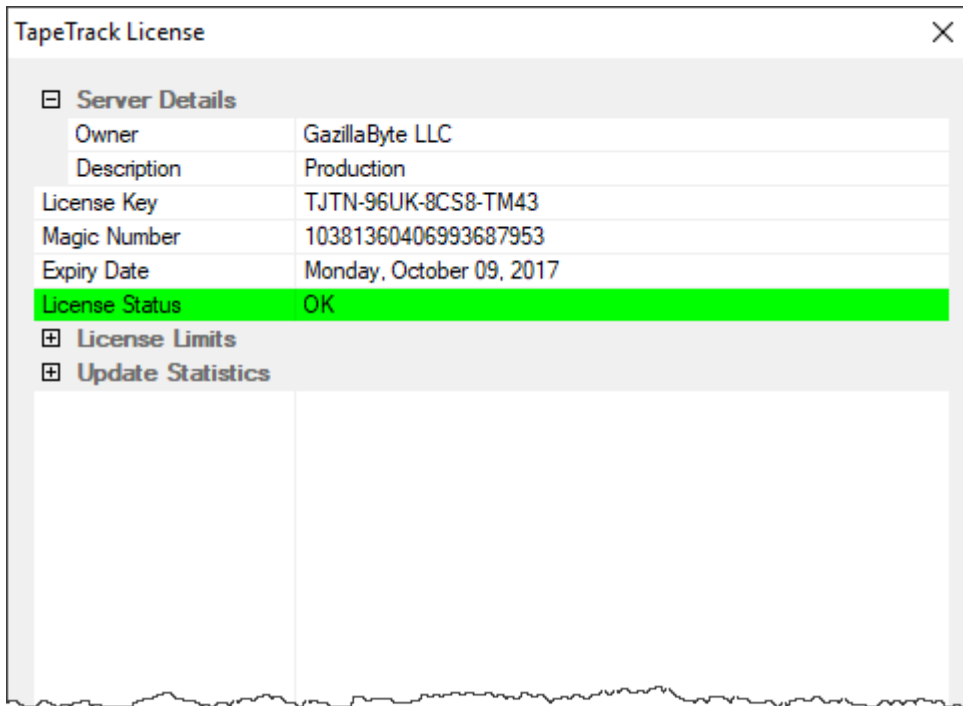 TapeTrack License
Server Details
Owner GazillaByte LLC
Description Production
License Key TJTN-96UK-8CS8-TM43
Magic Number 10381360406993687953
Expiry Date Monday, October 09, 2017
License Status OK
License Limits
Update Statistics